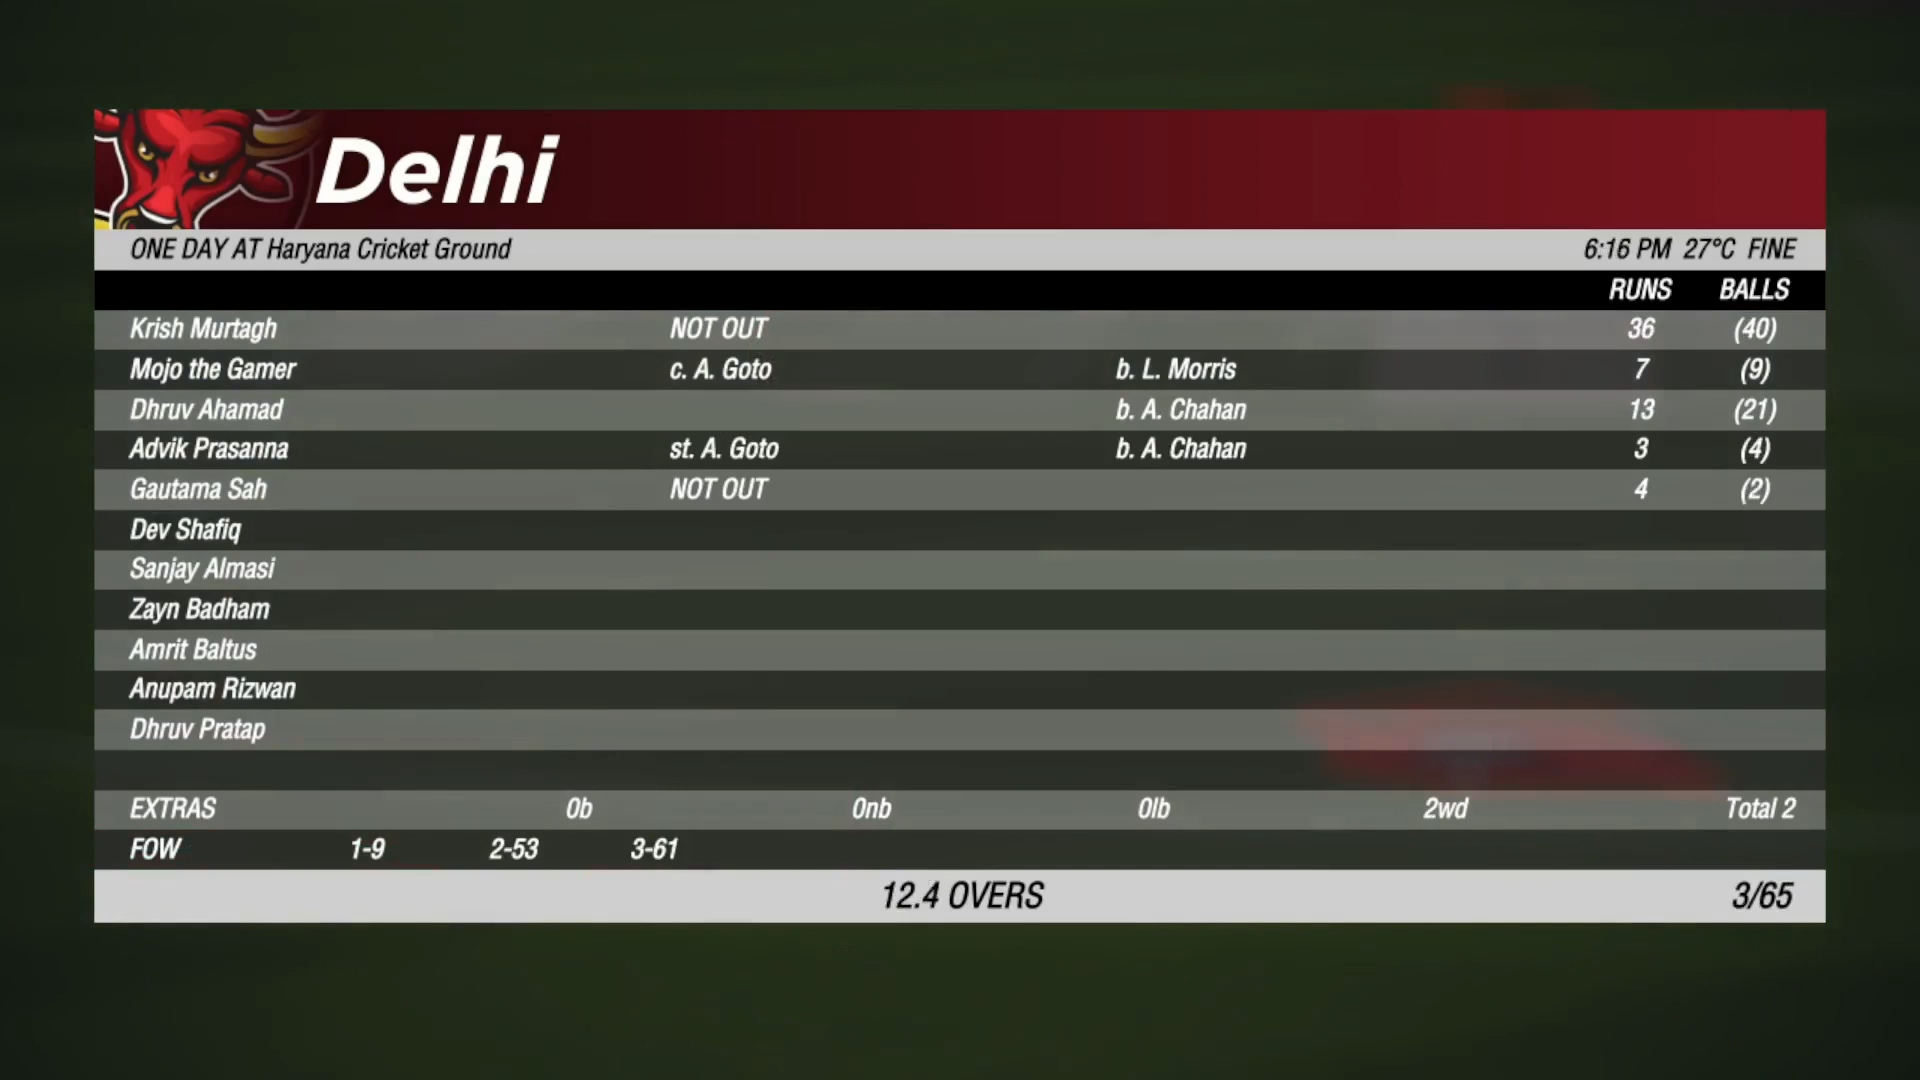 Delhi
ONE DAY AT Haryana Cricket Ground 6:16 PM 27°C FINE
RUNS BALLS
Krish Murtagh NOT OUT 36 (40)
Mojo the Gamer c. A. Goto b. L. Morris 7 (9)
Dhruv Ahamad b. A. Chahan 13 (21)
Advik Prasanna st. A. Goto b. A. Chahan 3 (4)
Gautama Sah NOT OUT 4 (2)
Dev Shafiq
Sanjay Almasi
Zayn Badham
Amrit Baltus
Anupam Rizwan
Dhruv Pratap
EXTRAS 0b 0nb 0lb 2wd Total 2
FOW 1-9 2-53 3-61
12.4 OVERS 3/65